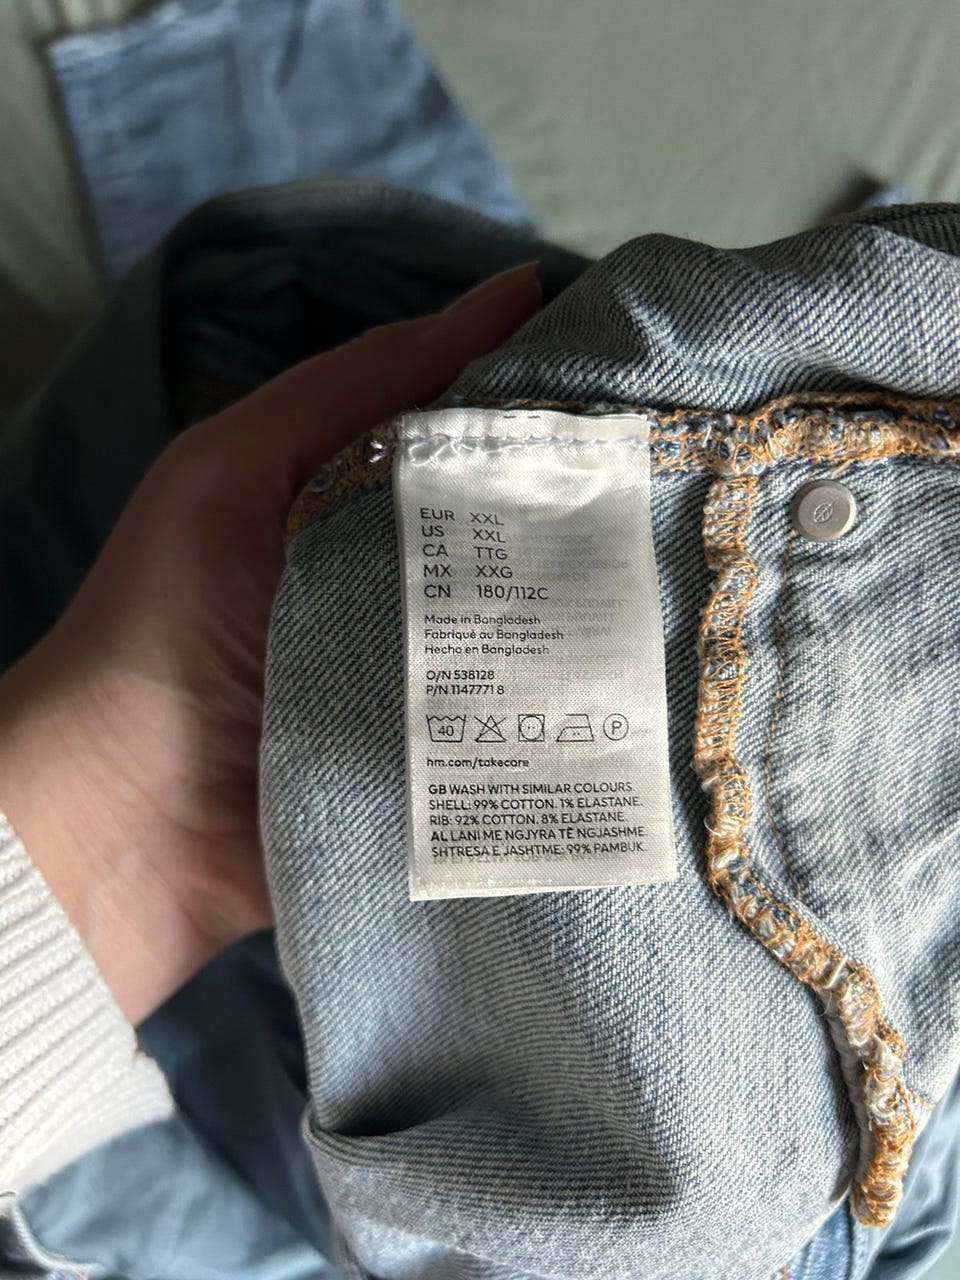 EUR XXL
US XXL
CA TTG
MX XXG
CN 180/112C
Made in Bangladesh
Fabriqué au Bangladesh
Hecho en Bangladesh
O/N 538128
P/N 1147771 8
40
P
hm.com/takecare
GB WASH WITH SIMILAR COLOURS.
SHELL: 99% COTTON. 1% ELASTANE.
RIB: 92% COTTON. 8% ELASTANE.
AL LANI ME NGJYRA TË NGJASHME.
SHTRESA E JASHTME: 99% PAMBUK.